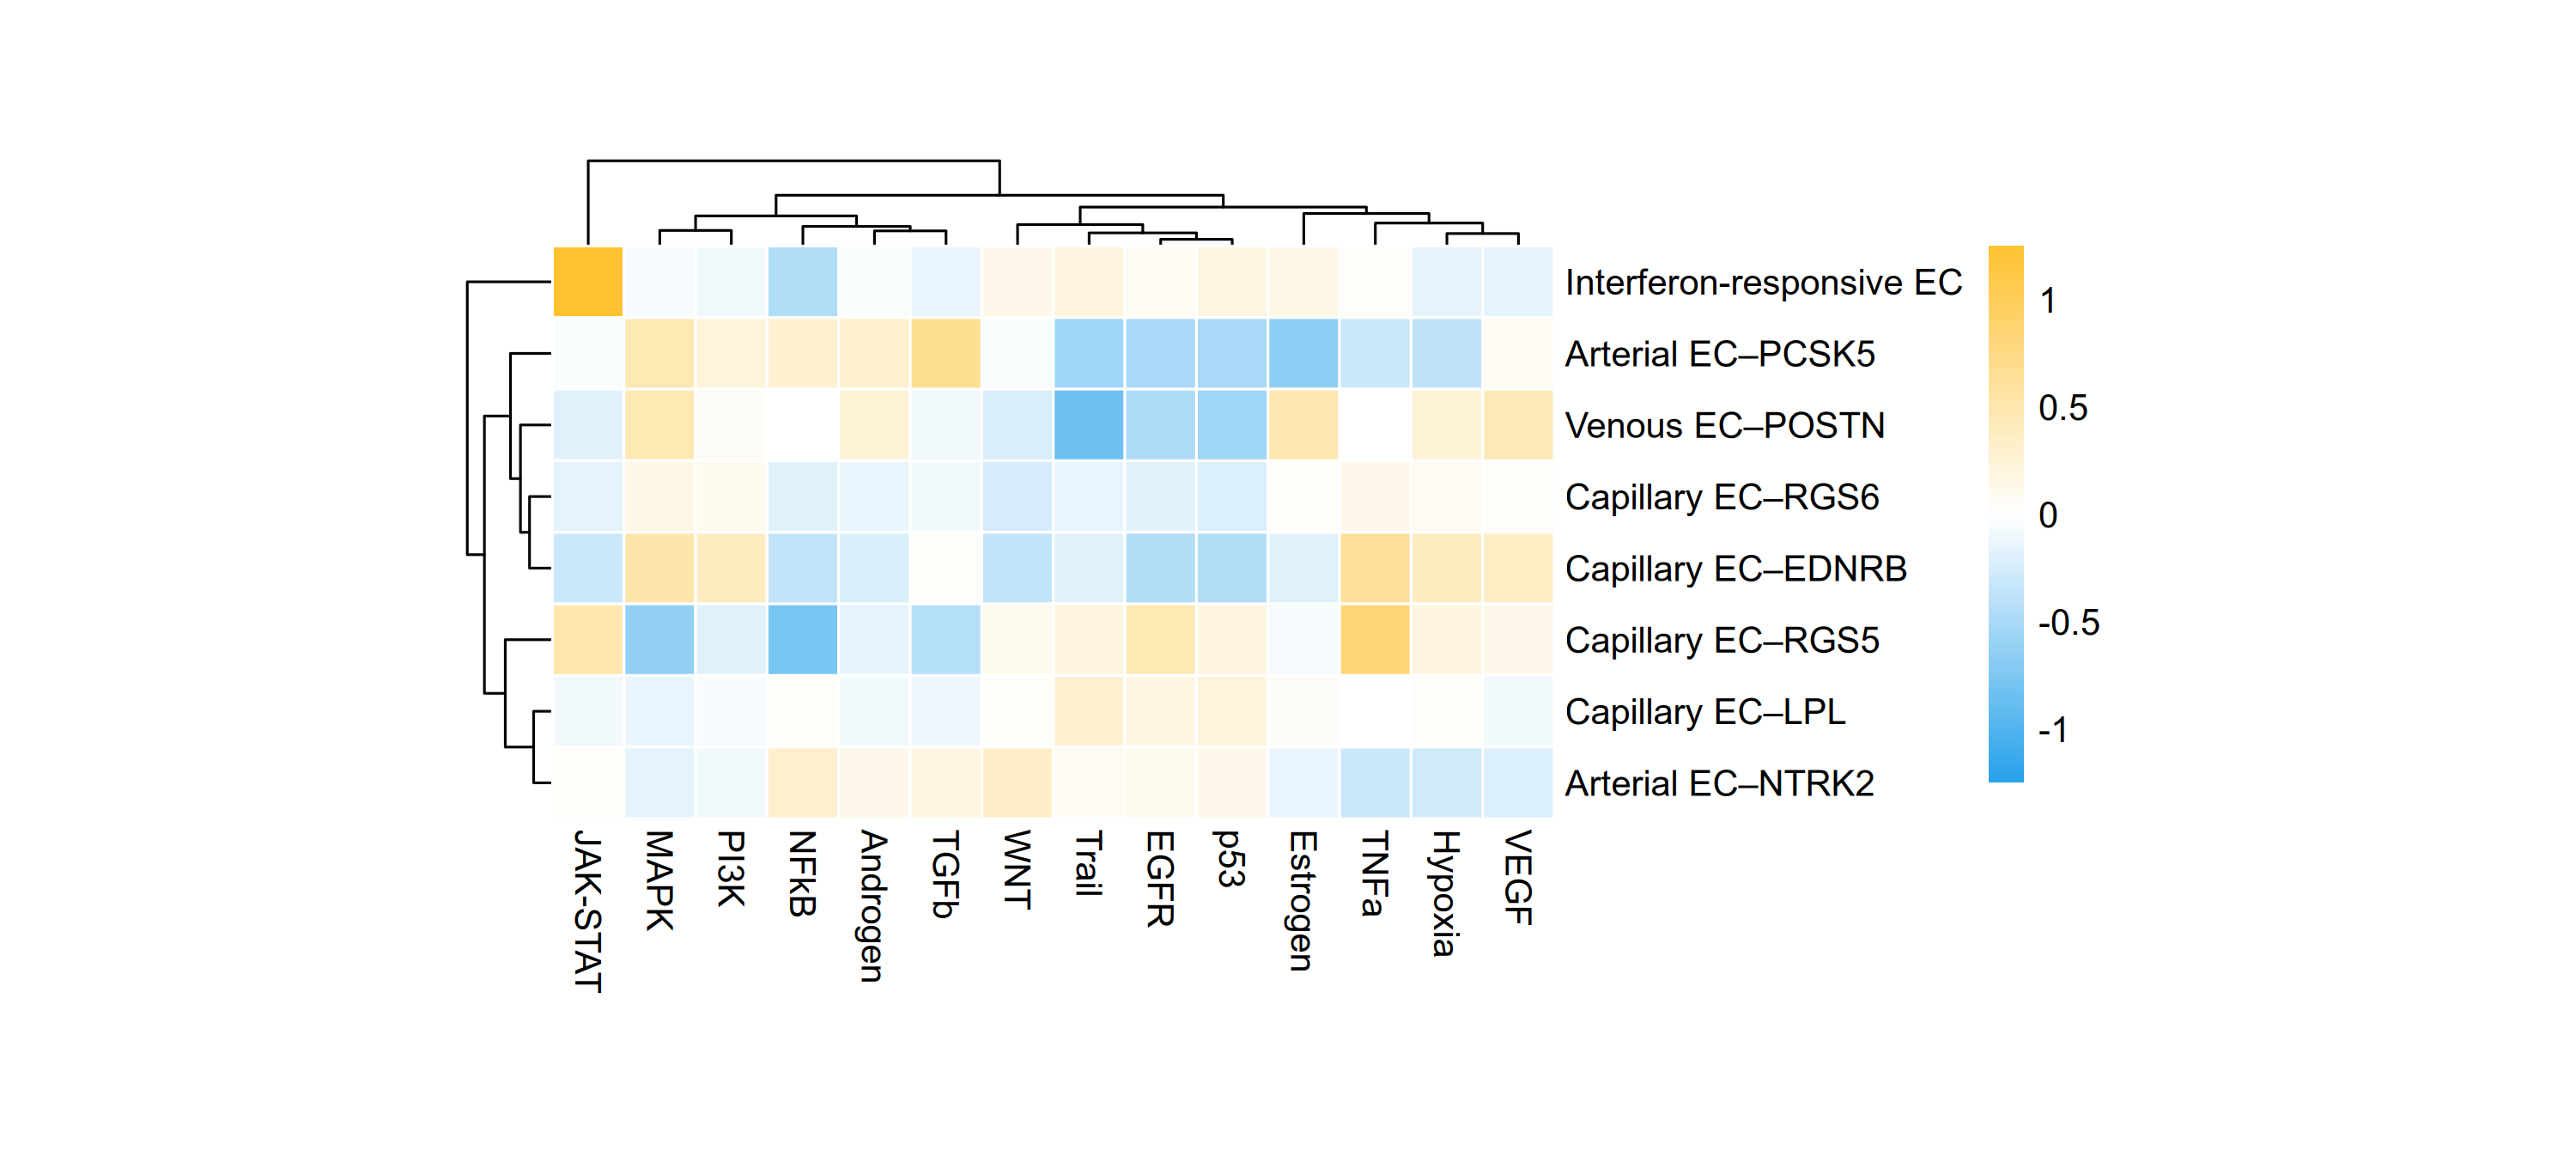 Interferon-responsive EC
Arterial EC–PCSK5
Venous EC–POSTN
Capillary EC–RGS6
Capillary EC–EDNRB
Capillary EC–RGS5
Capillary EC–LPL
Arterial EC–NTRK2
1
0.5
0
-0.5
-1
JAK-STAT
MAPK
PI3K
NFkB
Androgen
TGFb
WNT
Trail
EGFR
p53
Estrogen
TNFa
Hypoxia
VEGF